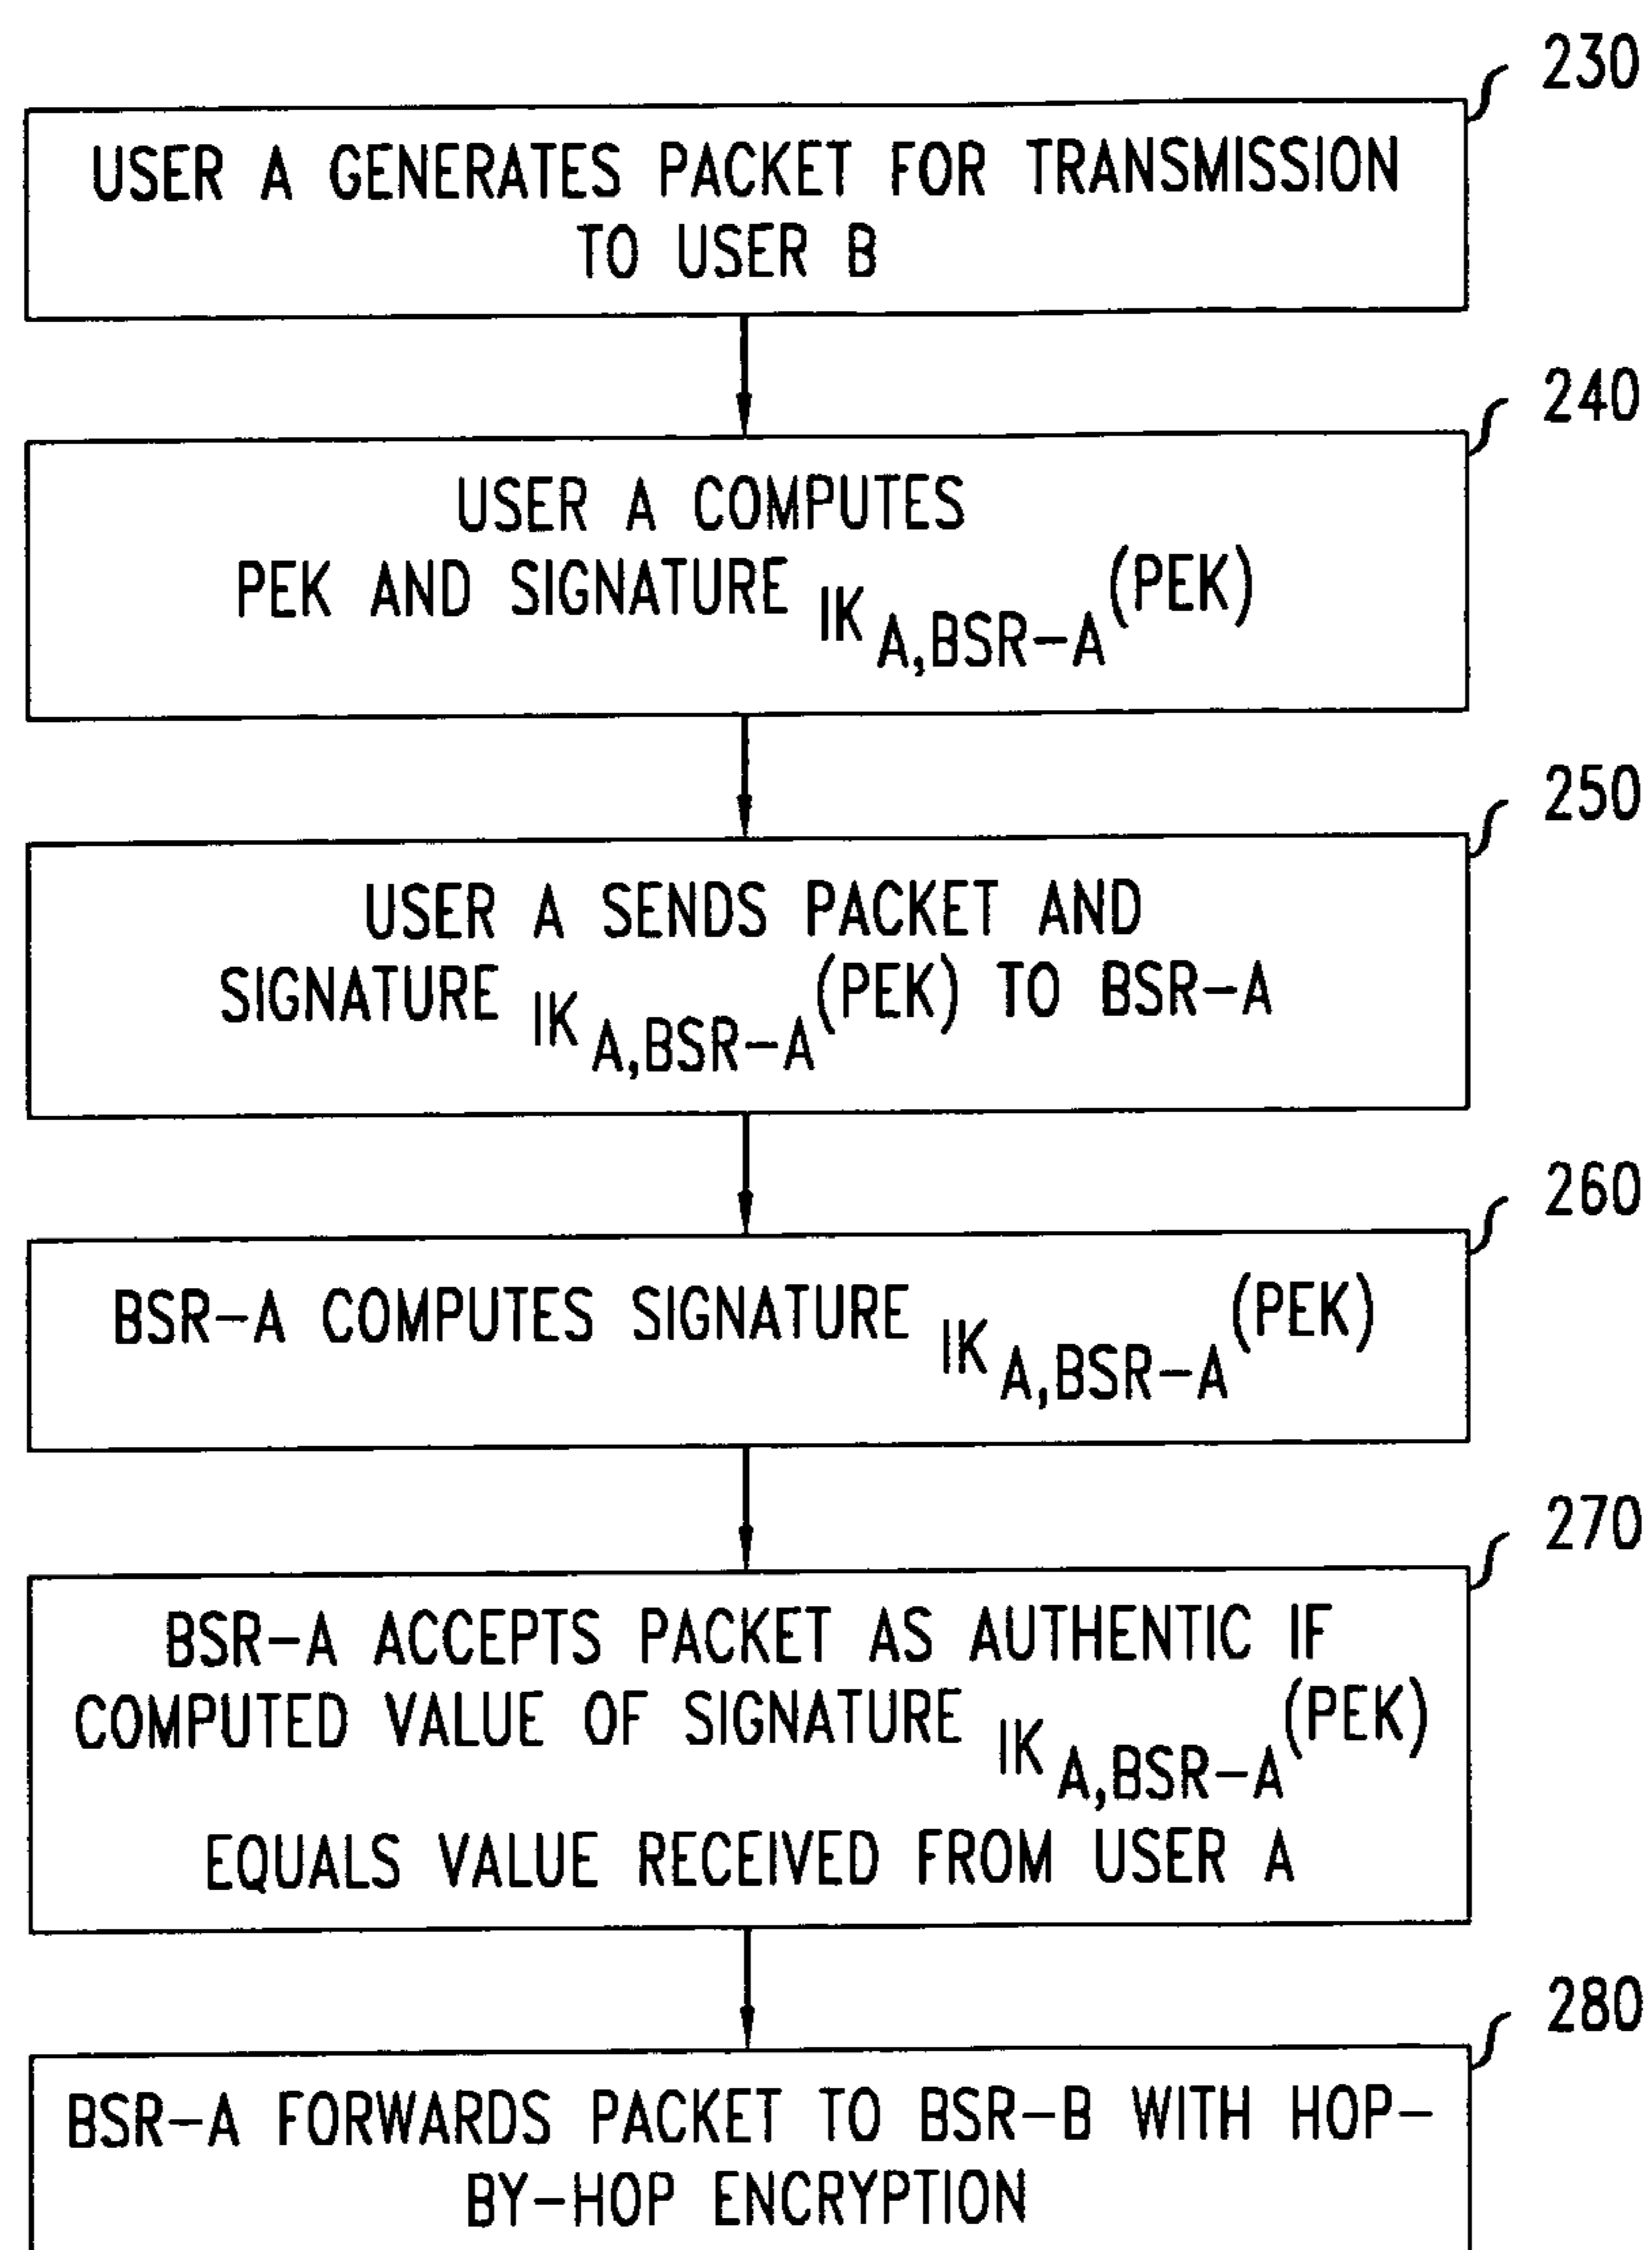 230
USER A GENERATES PACKET FOR TRANSMISSION
TO USER B
240
USER A COMPUTES
PEK AND SIGNATURE IK A,BSR-A (PEK)
250
USER A SENDS PACKET AND
SIGNATURE IK A,BSR-A (PEK) TO BSR-A
260
BSR-A COMPUTES SIGNATURE IK A,BSR-A (PEK)
270
BSR-A ACCEPTS PACKET AS AUTHENTIC IF
COMPUTED VALUE OF SIGNATURE IK A,BSR-A (PEK)
EQUALS VALUE RECEIVED FROM USER A
280
BSR-A FORWARDS PACKET TO BSR-B WITH HOP-
BY-HOP ENCRYPTION